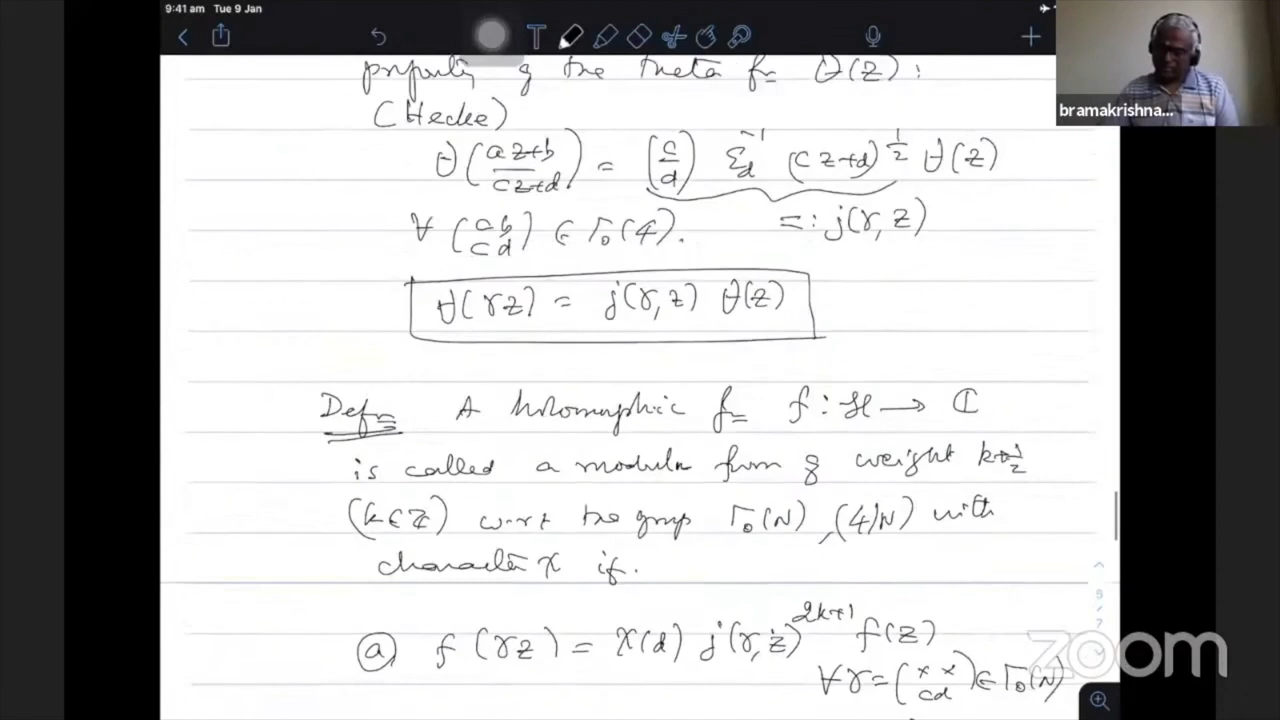 9:41 am Tue 9 Jan
bramakrishna...
property of the theta fn θ(z) :
(Hecke)
θ(az+b/cz+d) = (c/d) ε_d^{-1} (cz+d)^{1/2} θ(z)
∀ (a b / c d) ∈ Γ₀(4). =: j(γ, z)
θ(γz) = j(γ, z) θ(z)
Defn A holomorphic fn f : ℋ → ℂ
is called a modular form of weight k+1/2
(k ∈ ℤ) w.r.t the group Γ₀(N), (4|N) with
character χ if.
(a) f(γz) = χ(d) j(γ, z)^{2k+1} f(z)
∀ γ = (* * / c d) ∈ Γ₀(N)
zoom